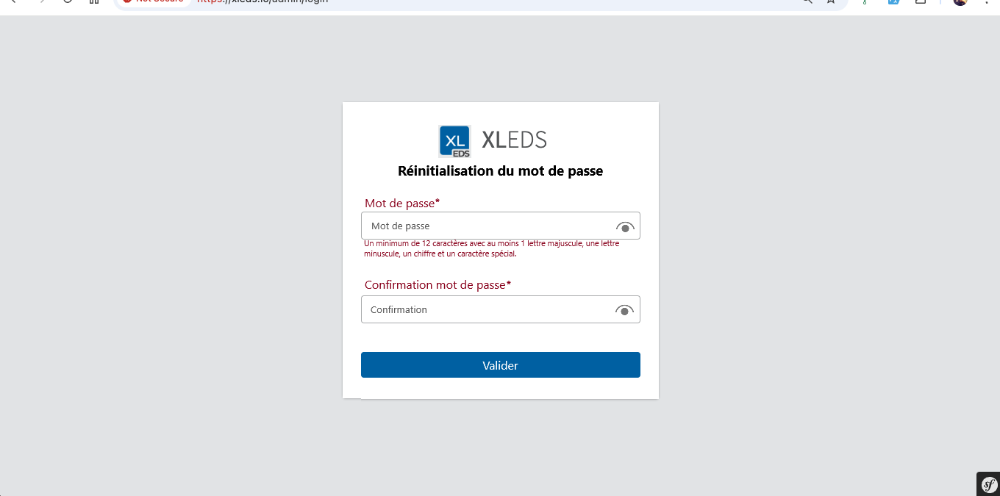 Not Secure https://xleds.io/admin/login
XL EDS XLEDS
Réinitialisation du mot de passe
Mot de passe*
Mot de passe
Un minimum de 12 caractères avec au moins 1 lettre majuscule, une lettre
minuscule, un chiffre et un caractère spécial.
Confirmation mot de passe*
Confirmation
Valider
sf